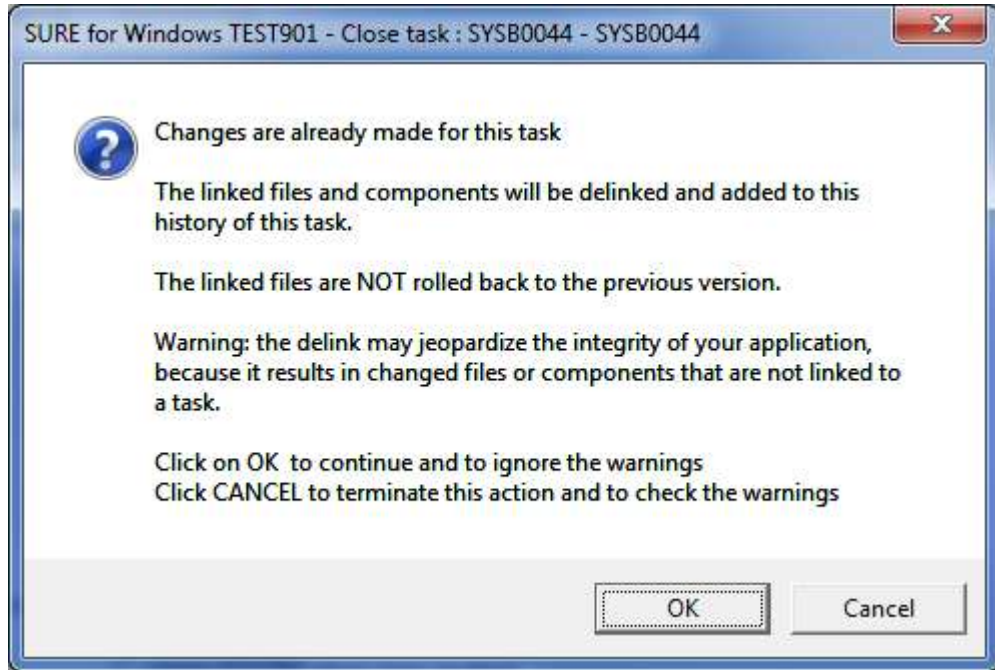 SURE for Windows TEST901 - Close task : SYSB0044 - SYSB0044
Changes are already made for this task
The linked files and components will be delinked and added to this
history of this task.
The linked files are NOT rolled back to the previous version.
Warning: the delink may jeopardize the integrity of your application,
because it results in changed files or components that are not linked to
a task.
Click on OK  to continue and to ignore the warnings
Click CANCEL to terminate this action and to check the warnings
OK
Cancel